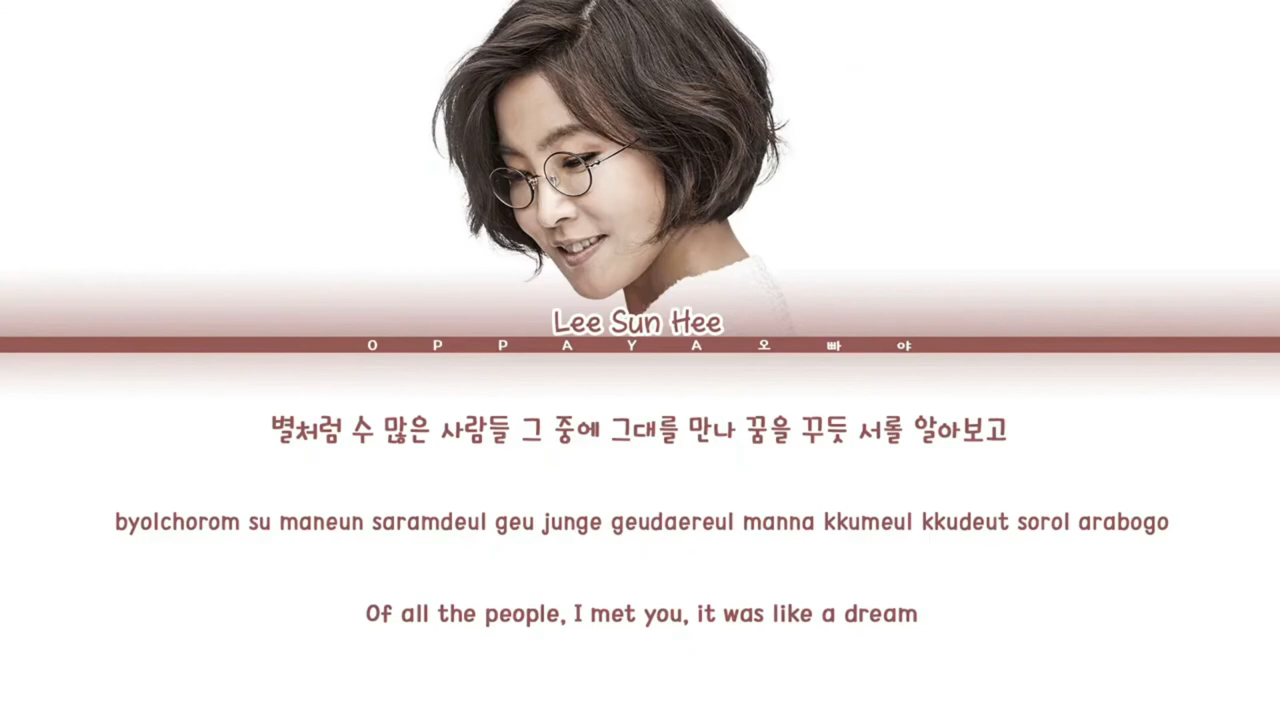 Lee Sun Hee
O P P A Y A 오 빠 야
별처럼 수 많은 사람들 그 중에 그대를 만나 꿈을 꾸듯 서롤 알아보고
byolchorom su maneun saramdeul geu junge geudaereul manna kkumeul kkudeut sorol arabogo
Of all the people, I met you, it was like a dream